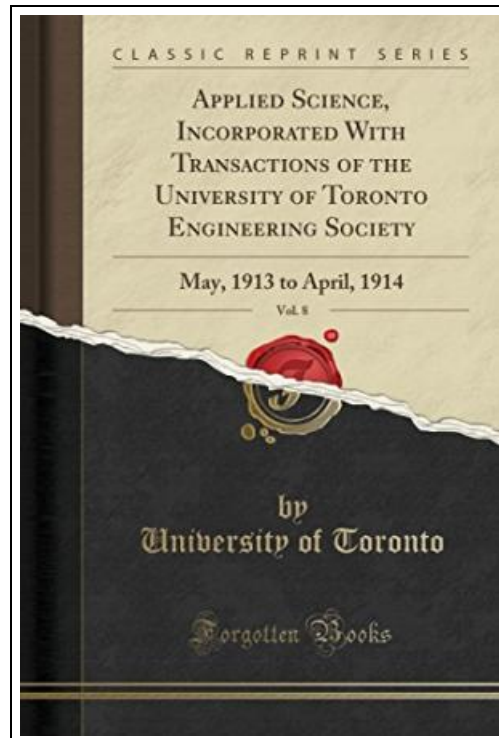 CLASSIC REPRINT SERIES
APPLIED SCIENCE,
INCORPORATED WITH
TRANSACTIONS OF THE
UNIVERSITY OF TORONTO
ENGINEERING SOCIETY
May, 1913 to April, 1914
Vol. 8
by
University of Toronto
Forgotten Books